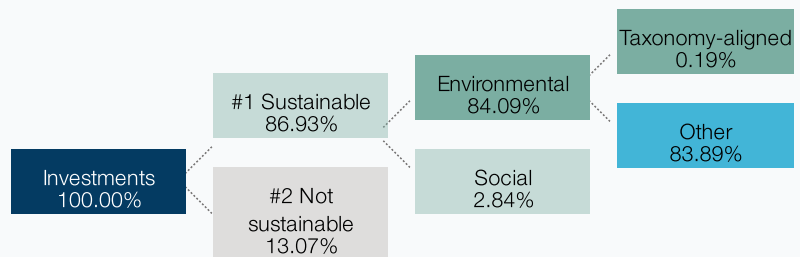 Investments
100.00%
#1 Sustainable
86.93%
#2 Not
sustainable
13.07%
Environmental
84.09%
Social
2.84%
Taxonomy-aligned
0.19%
Other
83.89%